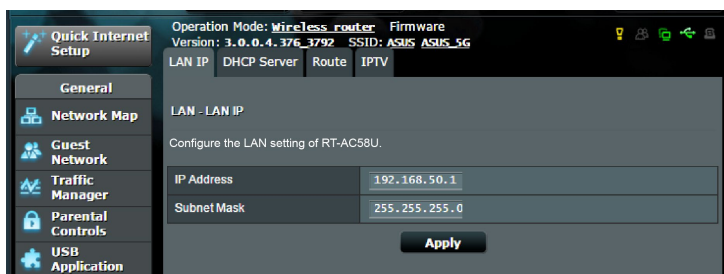 Quick Internet
Setup
Operation Mode: Wireless router Firmware
Version: 3.0.0.4.376_3792 SSID: ASUS ASUS_5G
LAN IP DHCP Server Route IPTV
General
Network Map
Guest
Network
Traffic
Manager
Parental
Controls
USB
Application
LAN - LAN IP
Configure the LAN setting of RT-AC58U.
IP Address 192.168.50.1
Subnet Mask 255.255.255.0
Apply